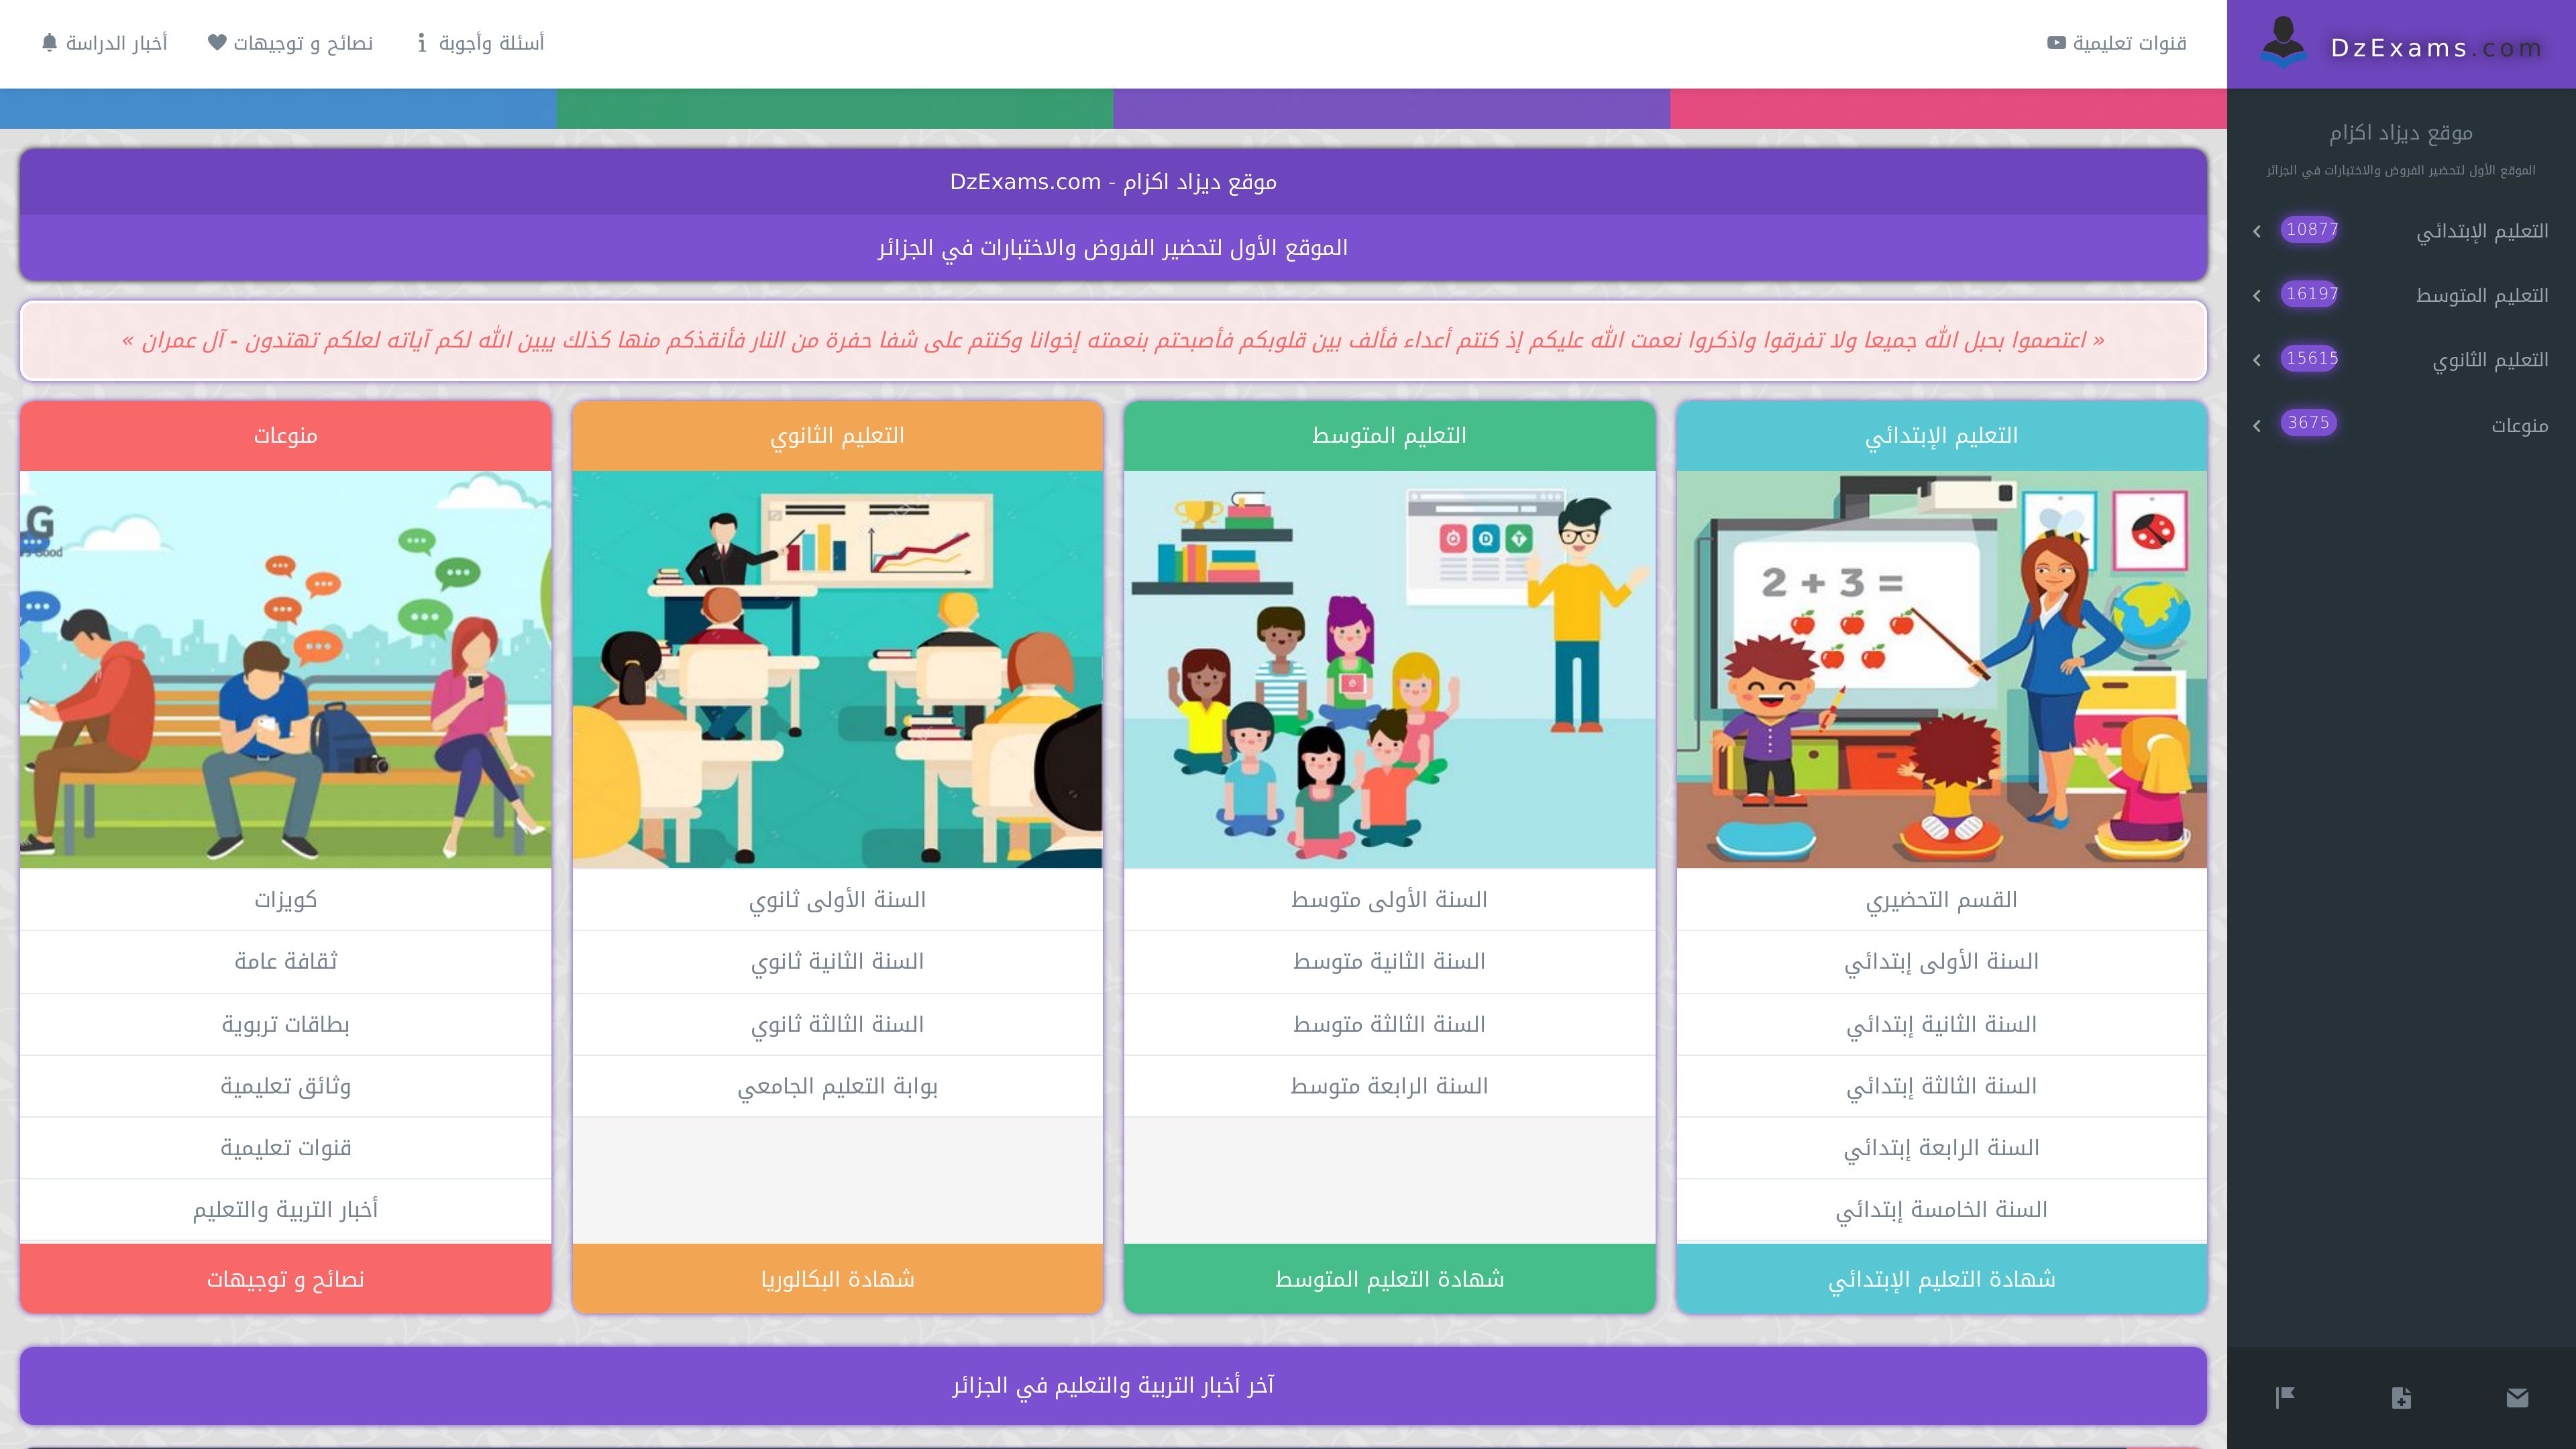 DzExams.com
قنوات تعليمية
أسئلة وأجوبة
نصائح و توجيهات
أخبار الدراسة
موقع ديزاد اكزام
الموقع الأول لتحضير الفروض والاختبارات في الجزائر
التعليم الإبتدائي 10877
التعليم المتوسط 16197
التعليم الثانوي 15615
منوعات 3675
موقع ديزاد اكزام - DzExams.com
الموقع الأول لتحضير الفروض والاختبارات في الجزائر
« اعتصموا بحبل الله جميعا ولا تفرقوا واذكروا نعمت الله عليكم إذ كنتم أعداء فألف بين قلوبكم فأصبحتم بنعمته إخوانا وكنتم على شفا حفرة من النار فأنقذكم منها كذلك يبين الله لكم آياته لعلكم تهتدون - آل عمران »
التعليم الإبتدائي
2 + 3 =
القسم التحضيري
السنة الأولى إبتدائي
السنة الثانية إبتدائي
السنة الثالثة إبتدائي
السنة الرابعة إبتدائي
السنة الخامسة إبتدائي
شهادة التعليم الإبتدائي
التعليم المتوسط
السنة الأولى متوسط
السنة الثانية متوسط
السنة الثالثة متوسط
السنة الرابعة متوسط
شهادة التعليم المتوسط
التعليم الثانوي
السنة الأولى ثانوي
السنة الثانية ثانوي
السنة الثالثة ثانوي
بوابة التعليم الجامعي
شهادة البكالوريا
منوعات
G
Good
كويزات
ثقافة عامة
بطاقات تربوية
وثائق تعليمية
قنوات تعليمية
أخبار التربية والتعليم
نصائح و توجيهات
آخر أخبار التربية والتعليم في الجزائر